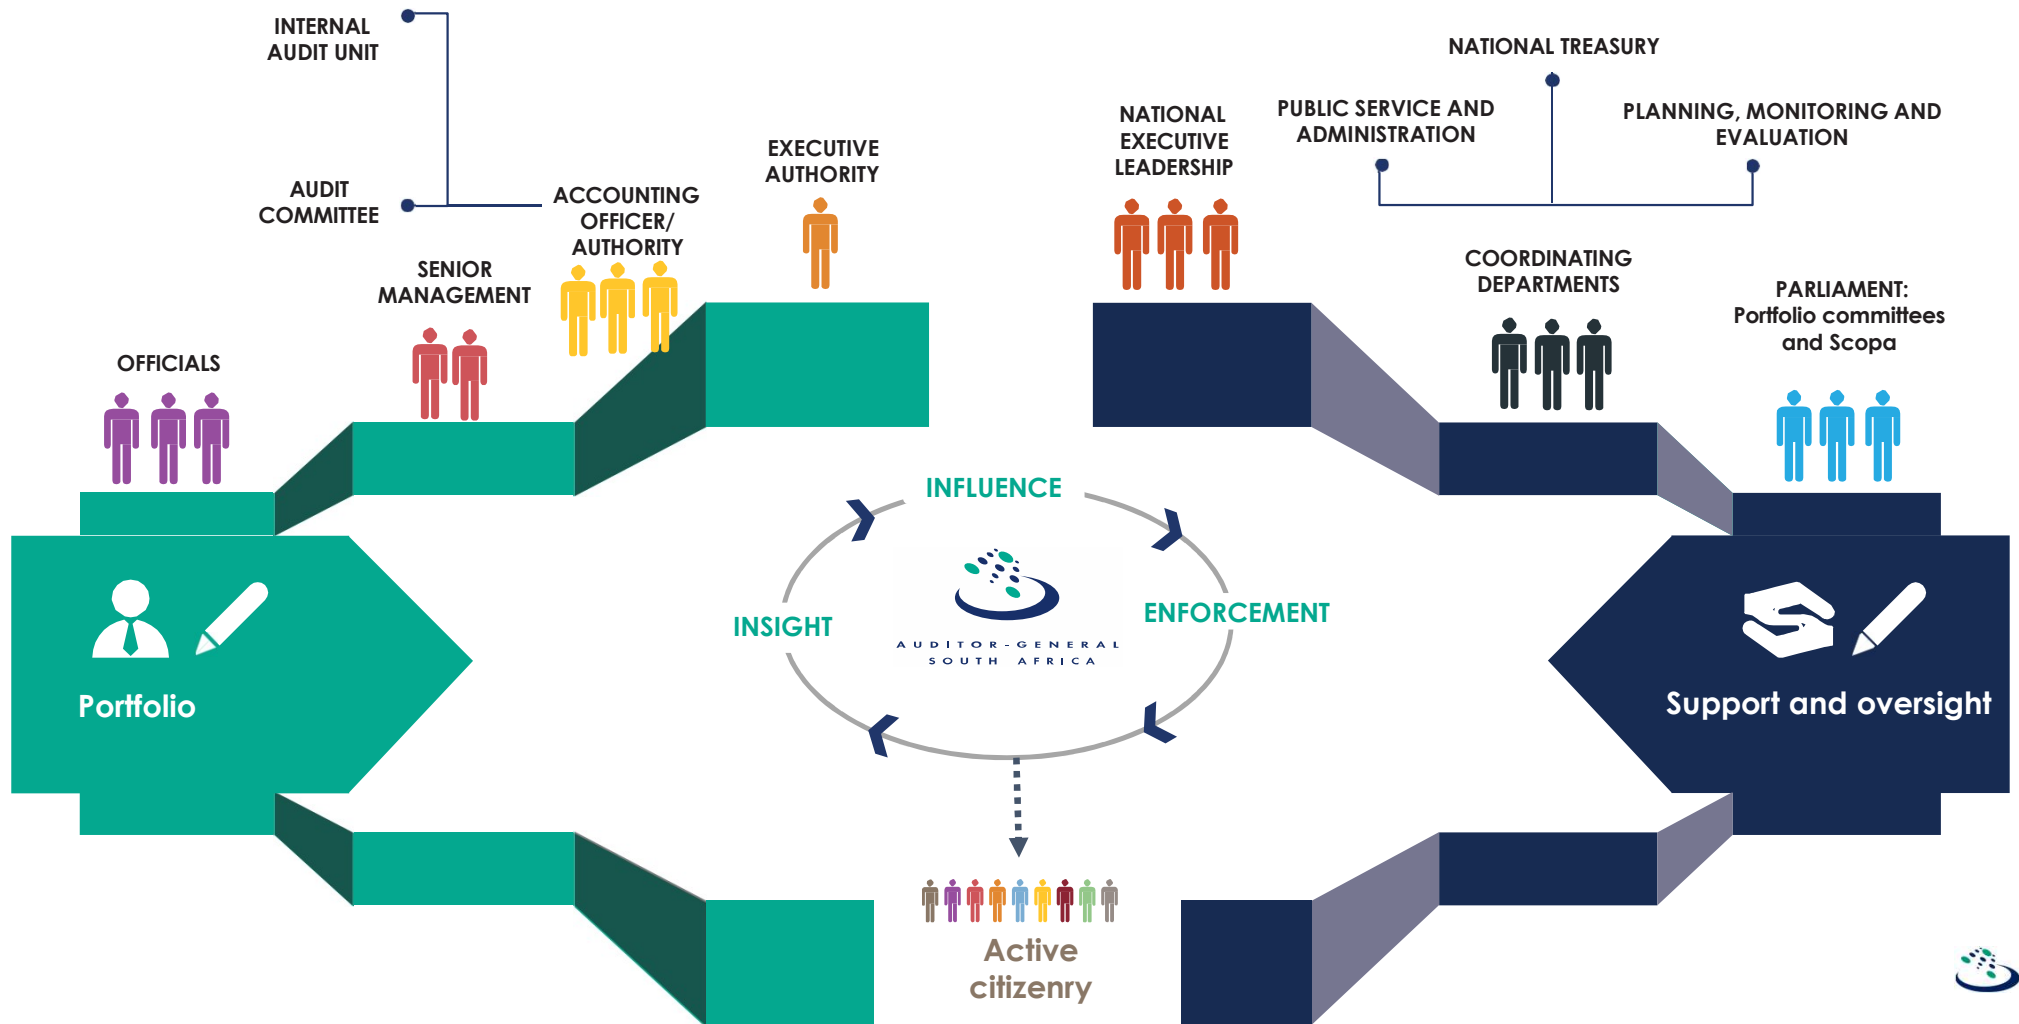 INTERNAL
AUDIT UNIT
AUDIT
COMMITTEE
OFFICIALS
SENIOR
MANAGEMENT
ACCOUNTING
OFFICER/
AUTHORITY
EXECUTIVE
AUTHORITY
NATIONAL
EXECUTIVE
LEADERSHIP
NATIONAL TREASURY
PUBLIC SERVICE AND
ADMINISTRATION
PLANNING, MONITORING AND
EVALUATION
COORDINATING
DEPARTMENTS
PARLIAMENT:
Portfolio committees
and Scopa
Portfolio
INFLUENCE
INSIGHT
ENFORCEMENT
AUDITOR-GENERAL
SOUTH AFRICA
Support and oversight
Active
citizenry